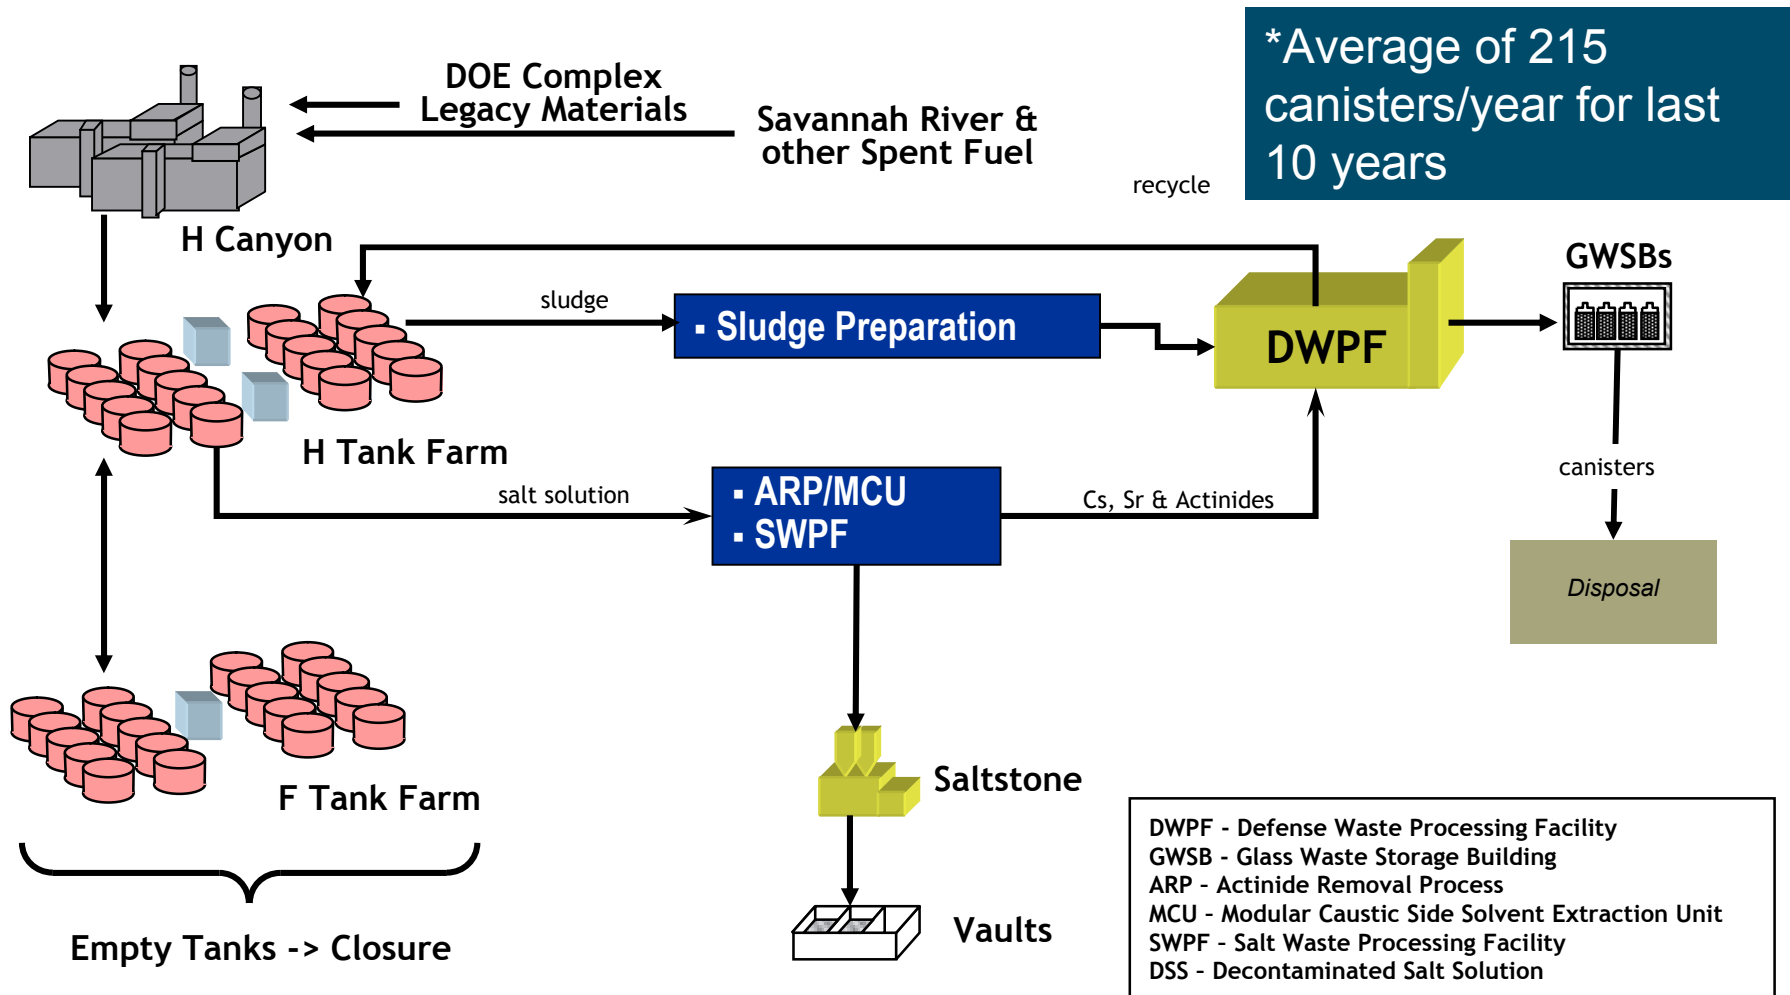 *Average of 215
canisters/year for last
10 years
DOE Complex
Legacy Materials
Savannah River &
other Spent Fuel
recycle
H Canyon
GWSBs
sludge
▪ Sludge Preparation
DWPF
H Tank Farm
salt solution
▪ ARP/MCU
▪ SWPF
Cs, Sr & Actinides
canisters
Disposal
F Tank Farm
Saltstone
Empty Tanks -> Closure
Vaults
DWPF - Defense Waste Processing Facility
GWSB - Glass Waste Storage Building
ARP – Actinide Removal Process
MCU – Modular Caustic Side Solvent Extraction Unit
SWPF – Salt Waste Processing Facility
DSS – Decontaminated Salt Solution